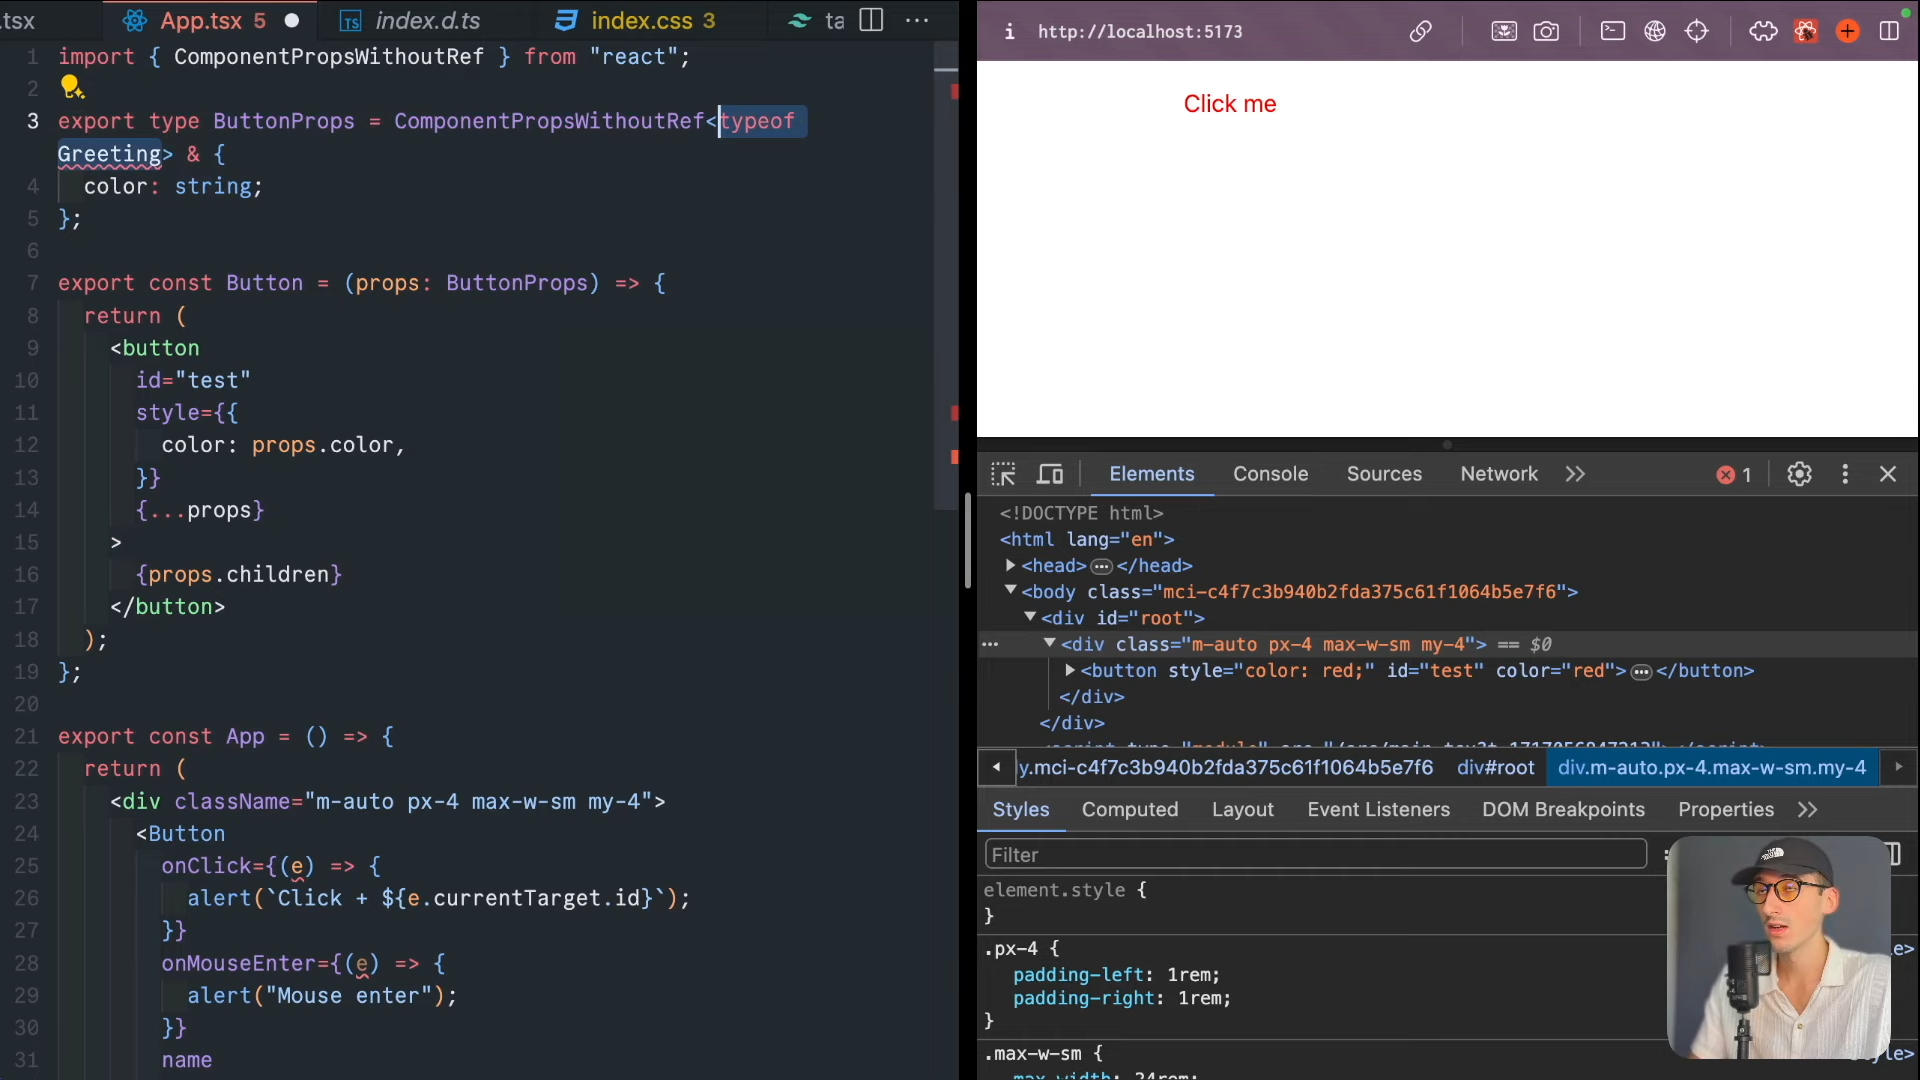 .tsx
App.tsx 5
index.d.ts
index.css 3
ta
1 import { ComponentPropsWithoutRef } from "react";
2
3 export type ButtonProps = ComponentPropsWithoutRef<typeof
Greeting> & {
4 color: string;
5 };
6
7 export const Button = (props: ButtonProps) => {
8 return (
9 <button
10 id="test"
11 style={{
12 color: props.color,
13 }}
14 {...props}
15 >
16 {props.children}
17 </button>
18 );
19 };
20
21 export const App = () => {
22 return (
23 <div className="m-auto px-4 max-w-sm my-4">
24 <Button
25 onClick={(e) => {
26 alert(`Click + ${e.currentTarget.id}`);
27 }}
28 onMouseEnter={(e) => {
29 alert("Mouse enter");
30 }}
31 name
http://localhost:5173
Click me
Elements Console Sources Network 1
<!DOCTYPE html>
<html lang="en">
<head> </head>
<body class="mci-c4f7c3b940b2fda375c61f1064b5e7f6">
<div id="root">
<div class="m-auto px-4 max-w-sm my-4"> == $0
<button style="color: red;" id="test" color="red"> </button>
</div>
</div>
y.mci-c4f7c3b940b2fda375c61f1064b5e7f6 div#root div.m-auto.px-4.max-w-sm.my-4
Styles Computed Layout Event Listeners DOM Breakpoints Properties
Filter
element.style {
}
.px-4 {
padding-left: 1rem;
padding-right: 1rem;
}
.max-w-sm {
max-width: 24rem;